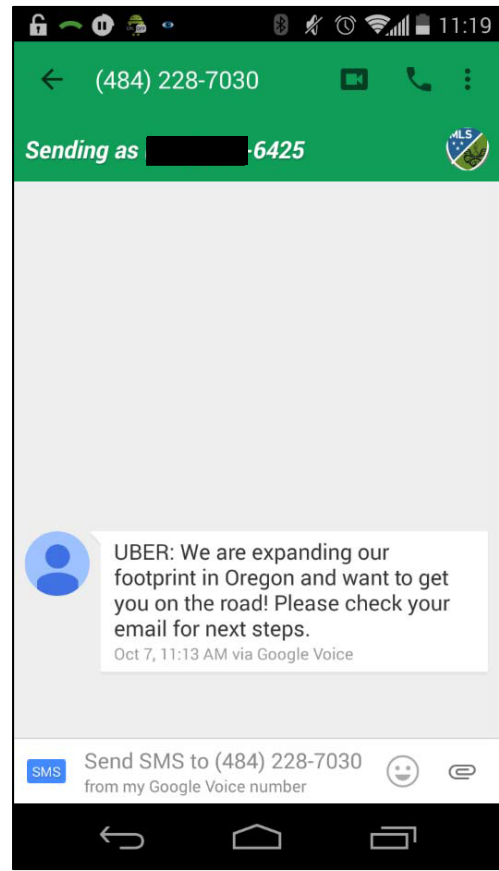 11:19
(484) 228-7030
Sending as -6425
MLS
UBER: We are expanding our
footprint in Oregon and want to get
you on the road! Please check your
email for next steps.
Oct 7, 11:13 AM via Google Voice
SMS
Send SMS to (484) 228-7030
from my Google Voice number